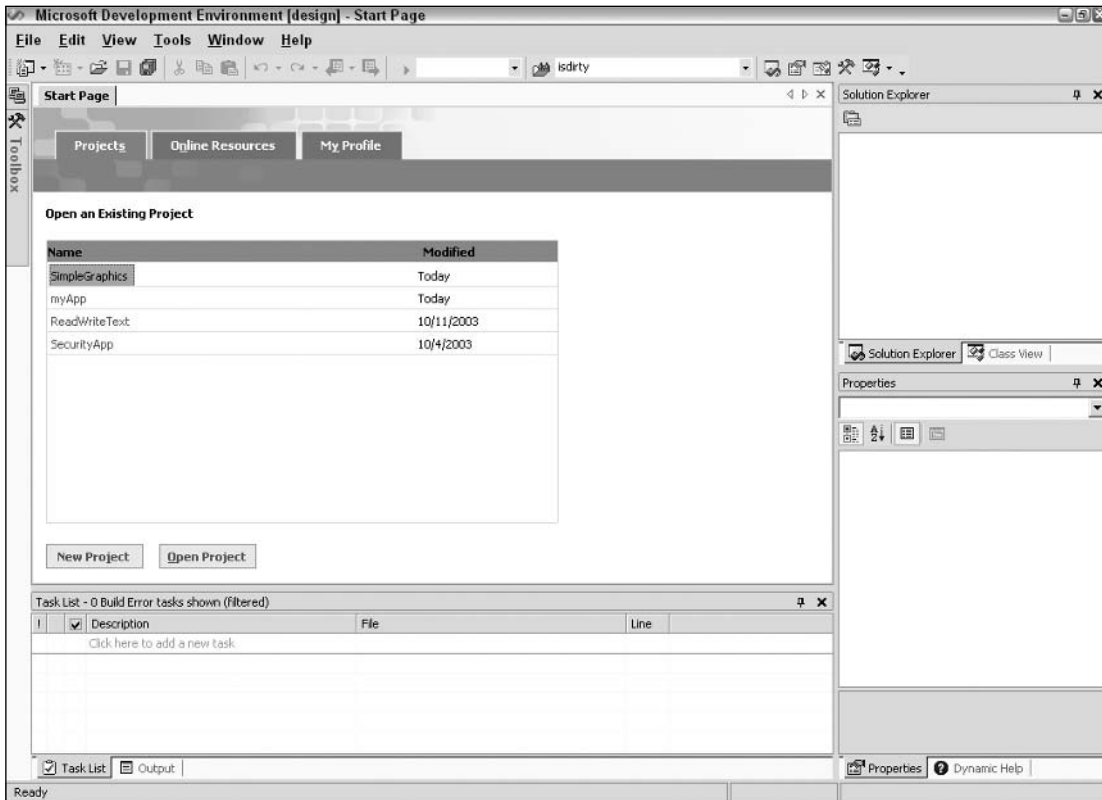 Microsoft Development Environment [design] - Start Page
File Edit View Tools Window Help
isdirty
Toolbox
Start Page
Projects Online Resources My Profile
Open an Existing Project
Name Modified
SimpleGraphics Today
myApp Today
ReadWriteText 10/11/2003
SecurityApp 10/4/2003
New Project Open Project
Solution Explorer
Solution Explorer Class View
Properties
Task List - 0 Build Error tasks shown (filtered)
! Description File Line
Click here to add a new task
Task List Output
Properties Dynamic Help
Ready